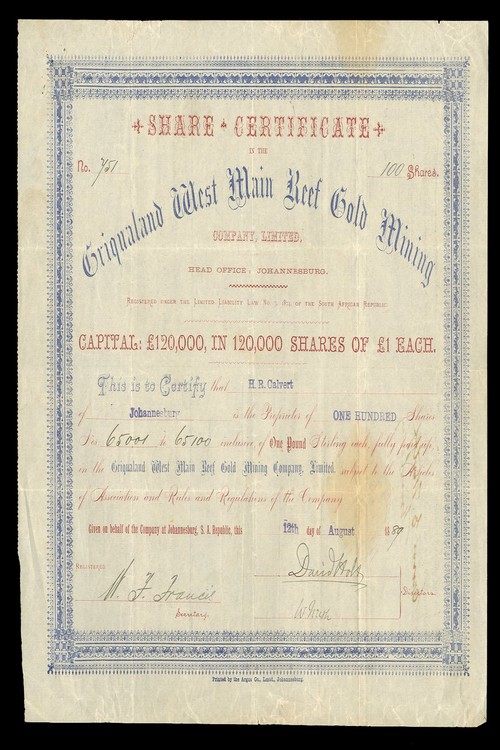 SHARE - CERTIFICATE
IN THE
No. 751
100 Shares.
Griqualand West Main Reef Gold Mining
COMPANY, LIMITED.
HEAD OFFICE: JOHANNESBURG.
REGISTERED UNDER THE LIMITED LIABILITY LAW No. OF THE SOUTH AFRICAN REPUBLIC
CAPITAL: £120,000, IN 120,000 SHARES OF £1 EACH.
This is to Certify that H. R. Calvert
of Johannesburg is the Proprietor of ONE HUNDRED Shares
Nos. 65001 to 65100 inclusive, of One Pound Sterling each, fully paid up,
in the Griqualand West Main Reef Gold Mining Company, Limited, subject to the Articles
of Association and Rules and Regulations of the Company
Given on behalf of the Company at Johannesburg, S. A. Republic, this 12th day of August 1889
REGISTERED
David Holt
W. F. Francis
Directors
Secretary.
Printed by the Argus Co., Limd., Johannesburg.